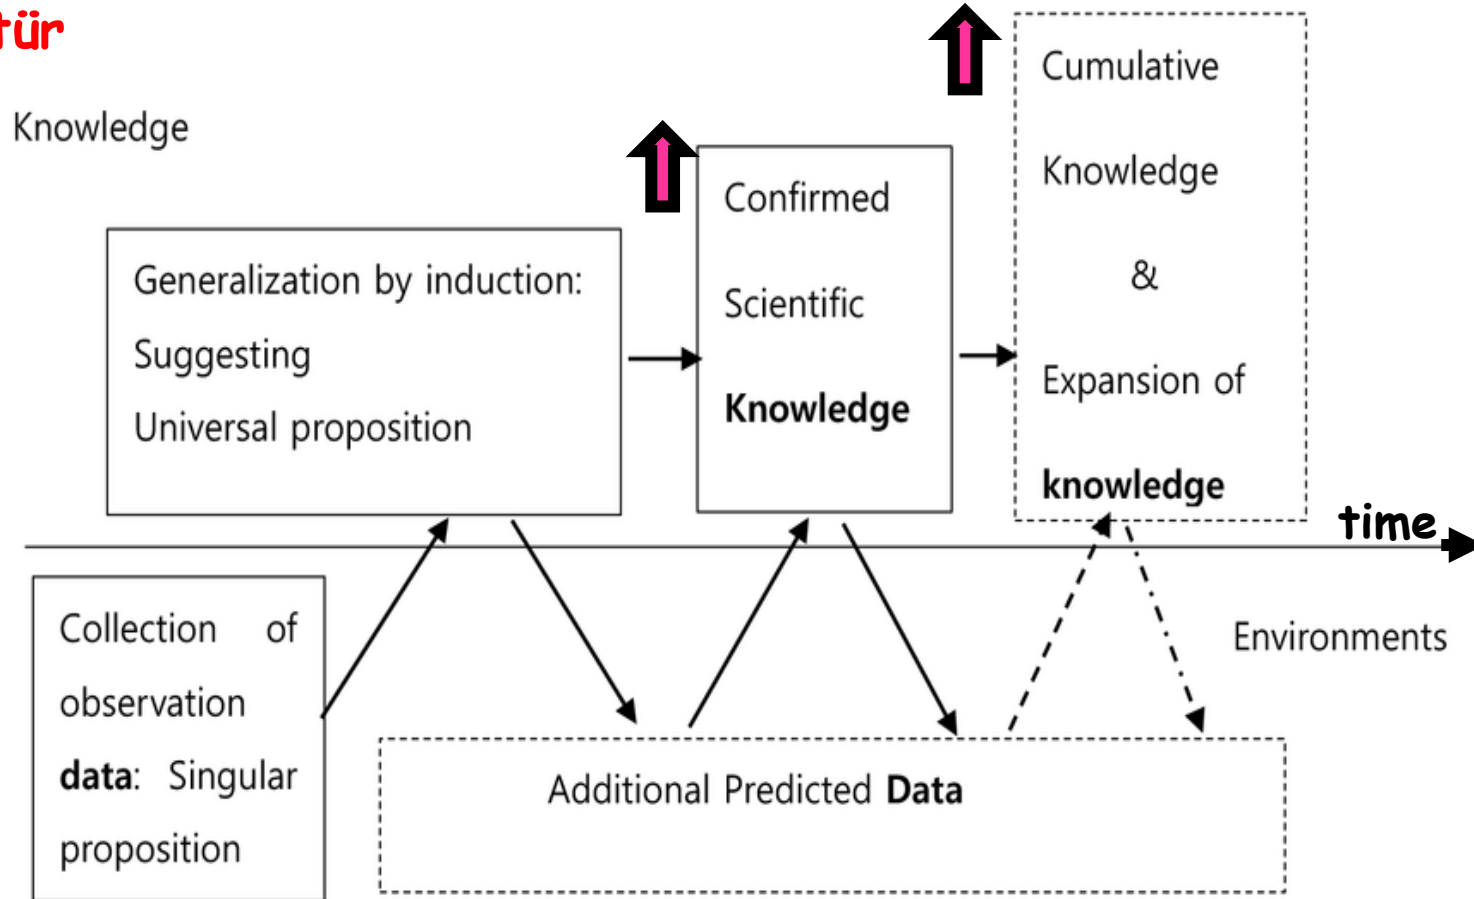 tür
Knowledge
Generalization by induction:
Suggesting
Universal proposition
Confirmed
Scientific
Knowledge
Cumulative
Knowledge
&
Expansion of
knowledge
time
Collection of
observation
data: Singular
proposition
Environments
Additional Predicted Data